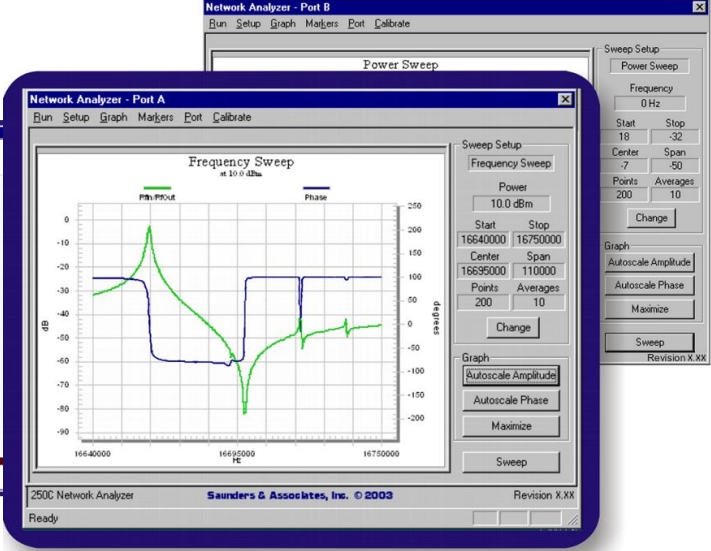 Network Analyzer - Port B
Run Setup Graph Markers Port Calibrate
Power Sweep
Sweep Setup
Power Sweep
Frequency
0 Hz
Start Stop
18 -32
Center Span
-7 -50
Points Averages
200 10
Change
Graph
Autoscale Amplitude
Autoscale Phase
Maximize
Sweep
Revision X.XX
Network Analyzer - Port A
Run Setup Graph Markers Port Calibrate
Frequency Sweep
at 10.0 dBm
RfIn/RfOut Phase
0
-10
-20
-30
-40
-50
-60
-70
-80
-90
dB
250
200
150
100
50
0
-50
-100
-150
-200
degrees
16640000 16695000 16750000
Hz
Sweep Setup
Frequency Sweep
Power
10.0 dBm
Start Stop
16640000 16750000
Center Span
16695000 110000
Points Averages
200 10
Change
Graph
Autoscale Amplitude
Autoscale Phase
Maximize
Sweep
250C Network Analyzer Saunders & Associates, Inc. © 2003 Revision X.XX
Ready